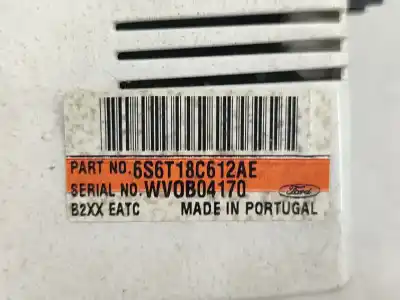 PART NO. 6S6T18C612AE
SERIAL NO. WV0B04170
Ford
B2XX EATC MADE IN PORTUGAL